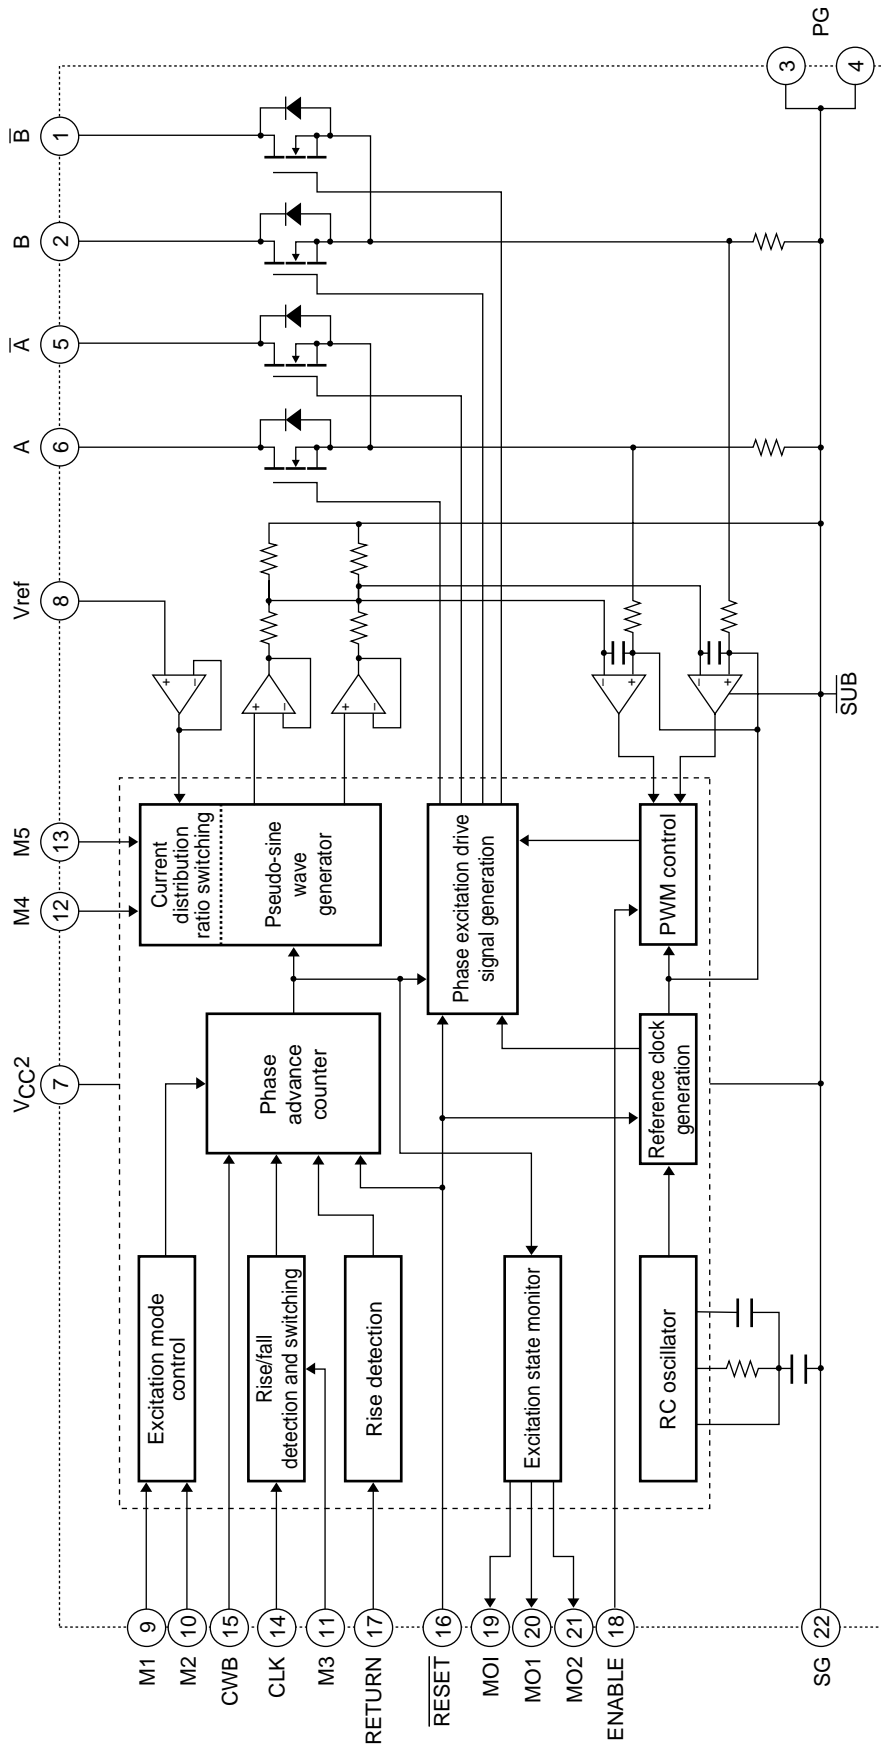 VCC2
7
M4
12
M5
13
Vref
8
A
6
A
5
B
2
B
1
M1
9
M2
10
CWB
15
CLK
14
M3
11
RETURN
17
RESET
16
MOI
19
MO1
20
MO2
21
ENABLE
18
SG
22
PG
3
4
Excitation mode
control
Rise/fall
detection and switching
Rise detection
Excitation state monitor
RC oscillator
Phase
advance
counter
Reference clock
generation
Current
distribution
ratio switching
Pseudo-sine
wave
generator
Phase excitation drive
signal generation
PWM control
+
–
+
–
+
–
–
+
–
+
SUB